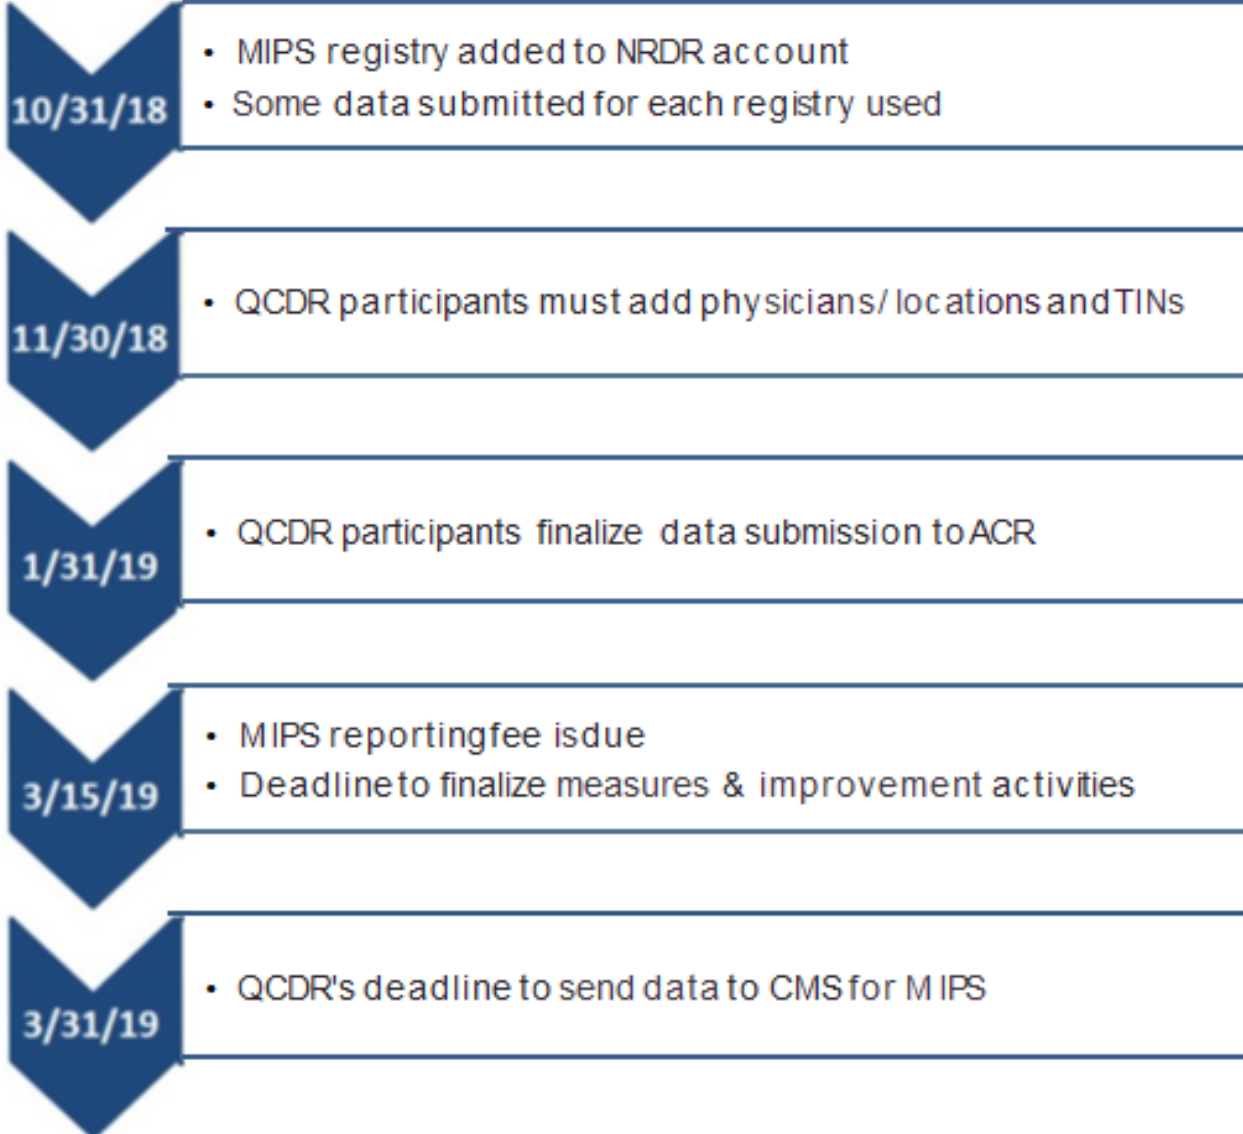 10/31/18
• MIPS registry added to NRDR account
• Some data submitted for each registry used
11/30/18
• QCDR participants must add physicians/ locations and TINs
1/31/19
• QCDR participants finalize data submission to ACR
3/15/19
• MIPS reporting fee is due
• Deadline to finalize measures & improvement activities
3/31/19
• QCDR's deadline to send data to CMS for MIPS